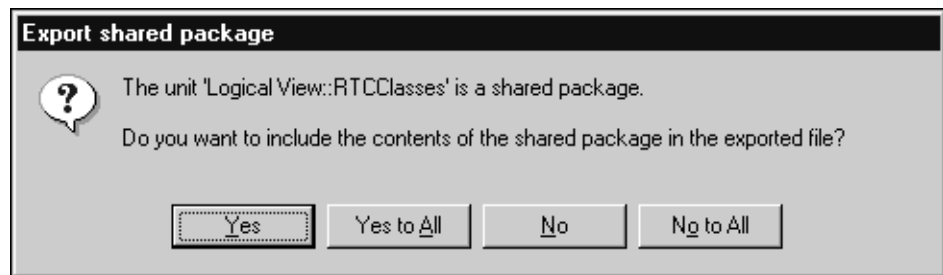 Export shared package
The unit 'Logical View::RTCClasses' is a shared package.
Do you want to include the contents of the shared package in the exported file?
Yes Yes to All No No to All